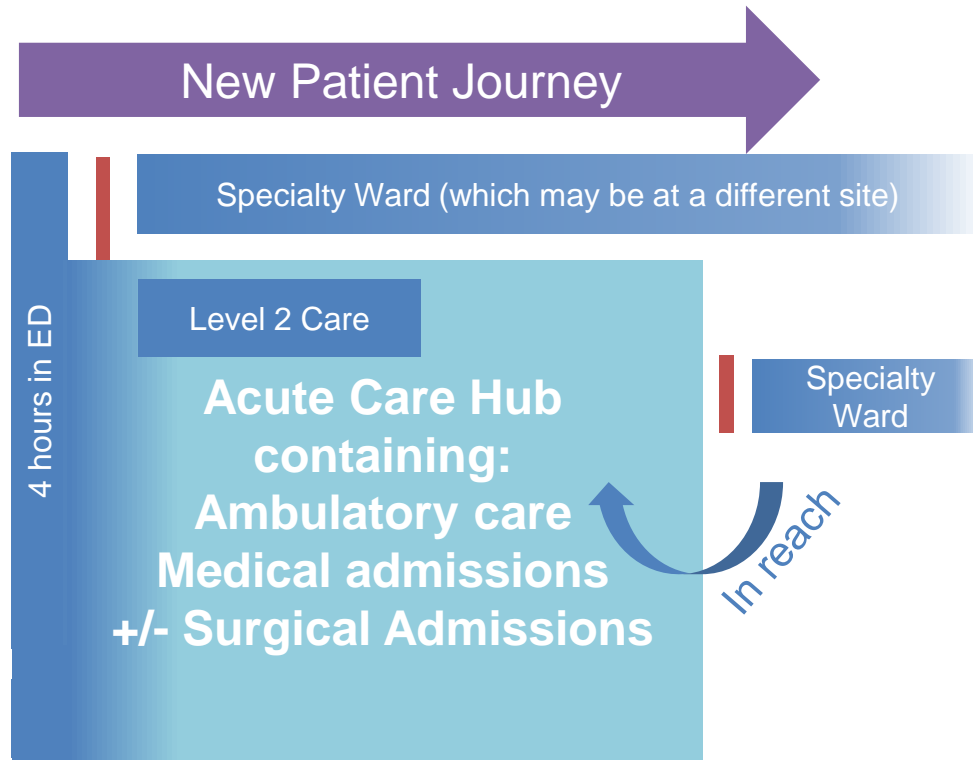 New Patient Journey
Specialty Ward (which may be at a different site)
4 hours in ED
Level 2 Care
Acute Care Hub
containing:
Ambulatory care
Medical admissions
+/- Surgical Admissions
Specialty
Ward
In reach